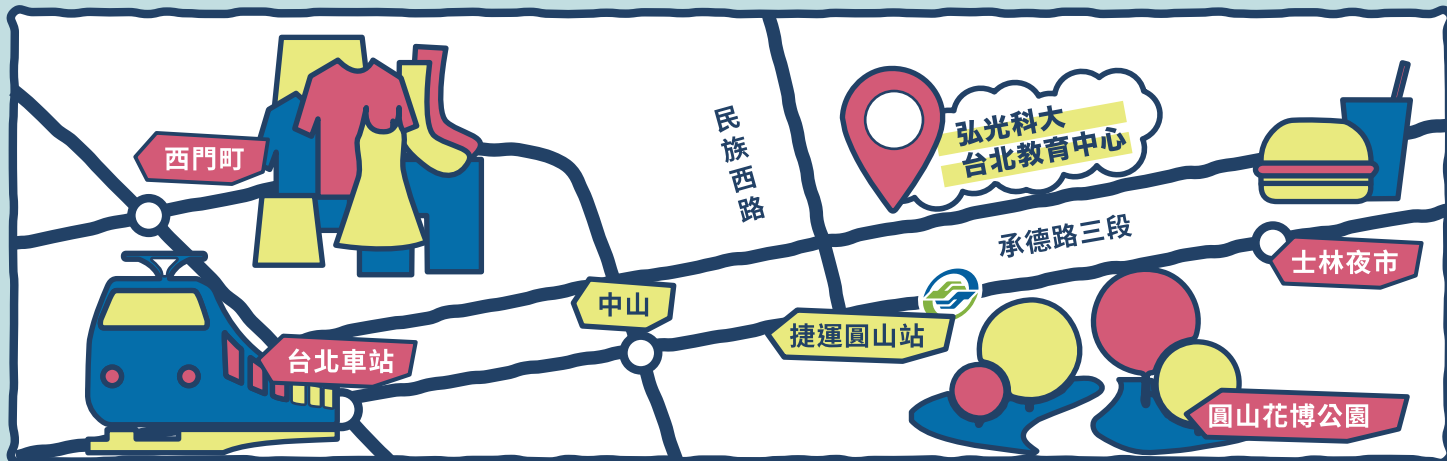 西門町
民族西路
弘光科大
台北教育中心
承德路三段
士林夜市
中山
捷運圓山站
台北車站
圓山花博公園